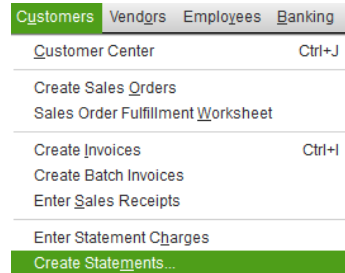 Customers Vendors Employees Banking
Customer Center Ctrl+J
Create Sales Orders
Sales Order Fulfillment Worksheet
Create Invoices Ctrl+I
Create Batch Invoices
Enter Sales Receipts
Enter Statement Charges
Create Statements...